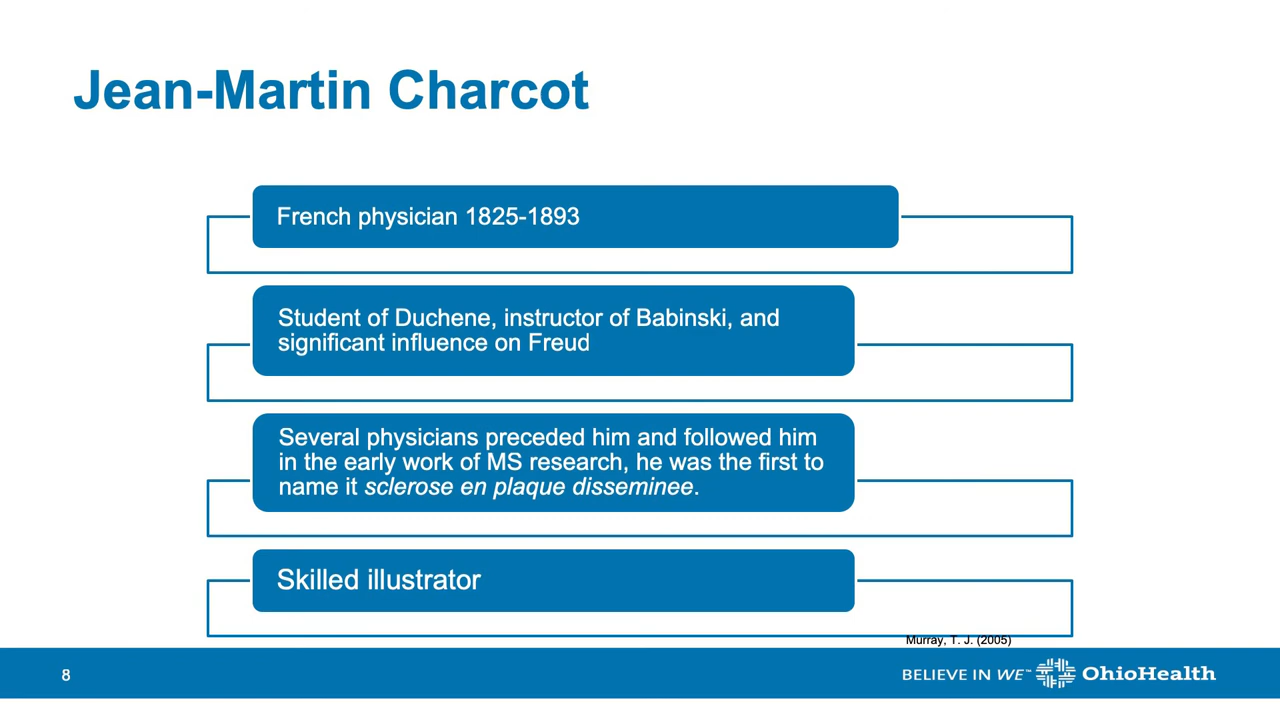 Jean-Martin Charcot
French physician 1825-1893
Student of Duchene, instructor of Babinski, and
significant influence on Freud
Several physicians preceded him and followed him
in the early work of MS research, he was the first to
name it sclerose en plaque disseminee.
Skilled illustrator
Murray, T. J. (2005)
8
BELIEVE IN WE™ OhioHealth